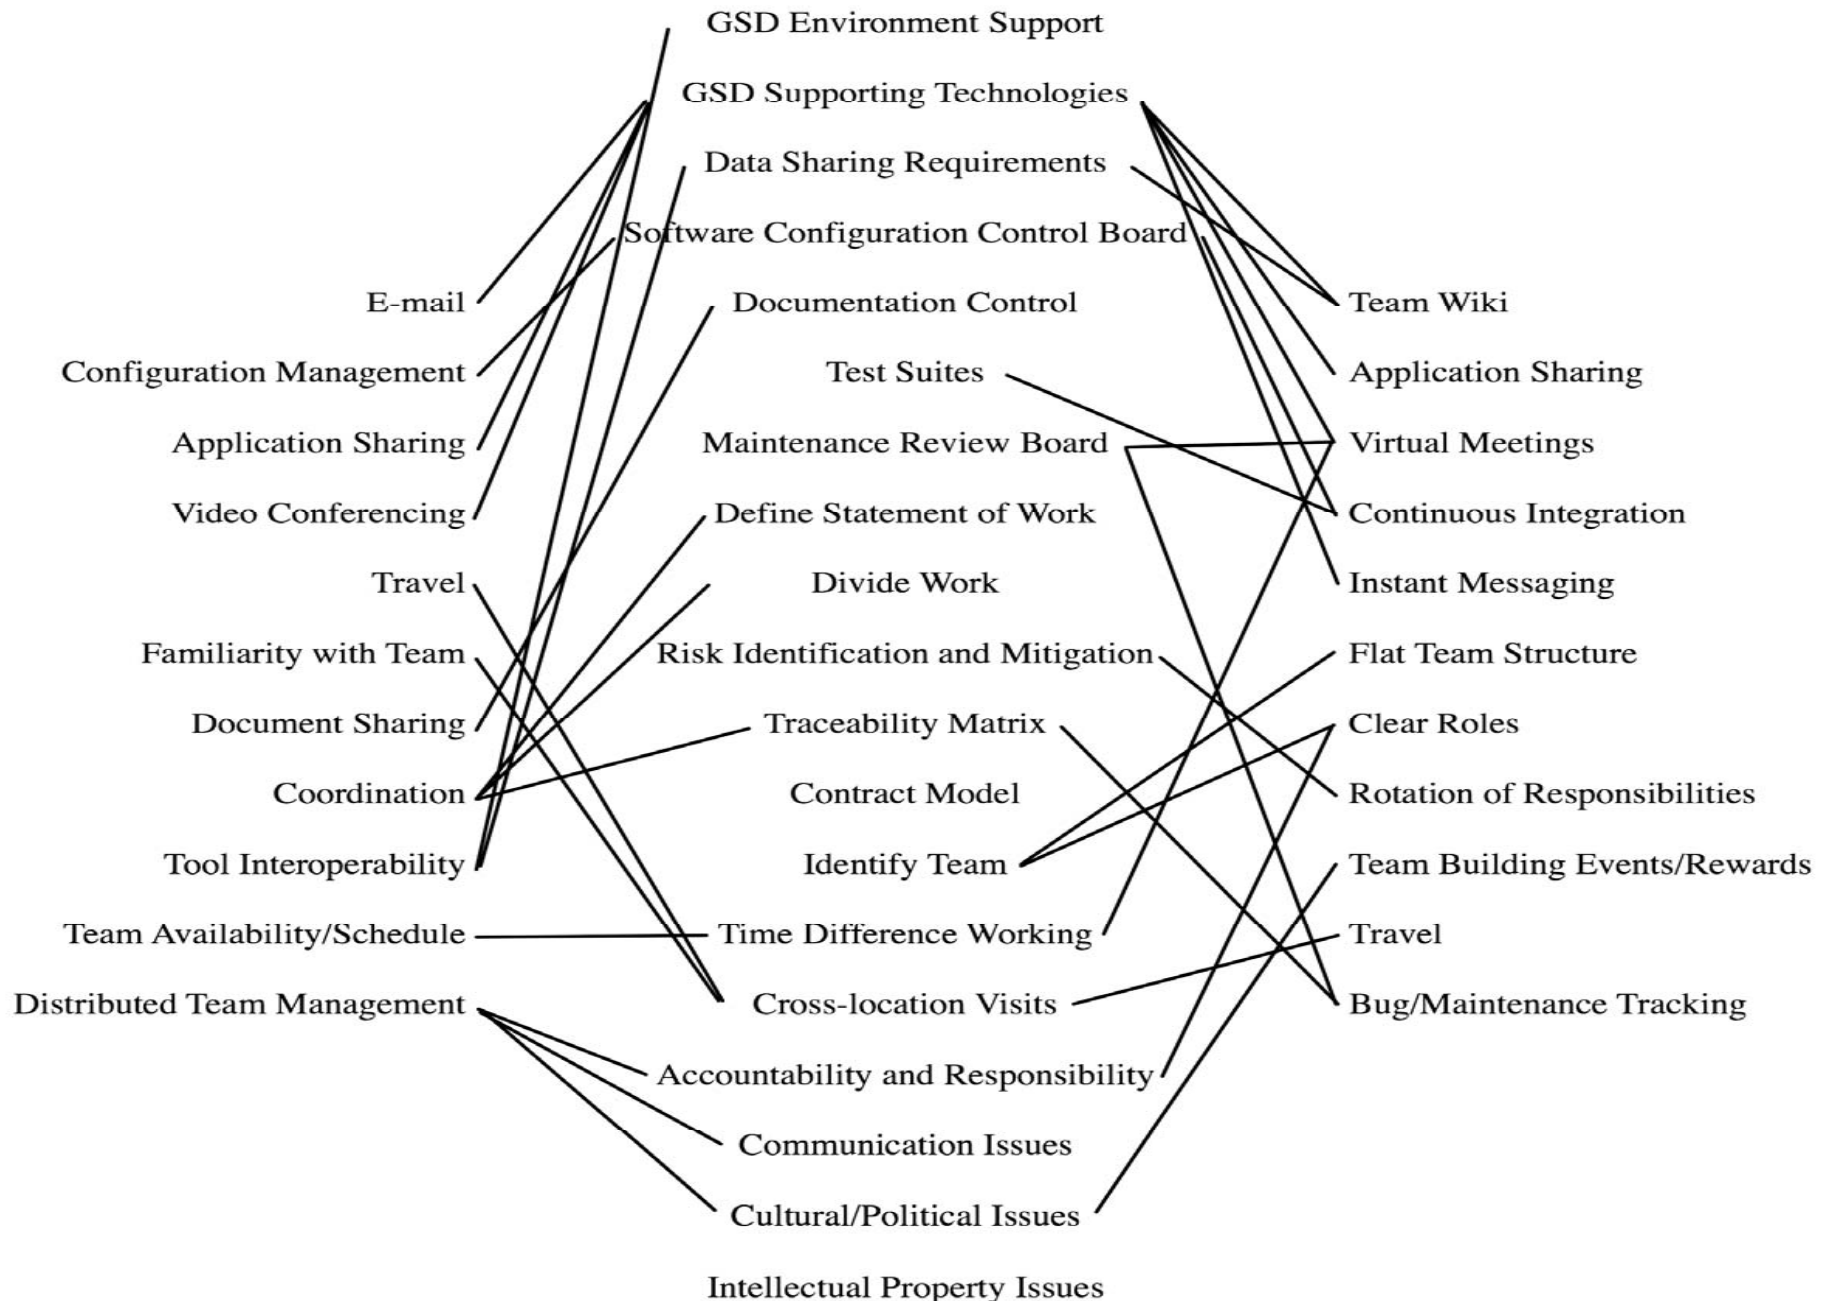 GSD Environment Support
GSD Supporting Technologies
Data Sharing Requirements
Software Configuration Control Board
E-mail
Documentation Control
Team Wiki
Configuration Management
Test Suites
Application Sharing
Application Sharing
Maintenance Review Board
Virtual Meetings
Video Conferencing
Define Statement of Work
Continuous Integration
Travel
Divide Work
Instant Messaging
Familiarity with Team
Risk Identification and Mitigation
Flat Team Structure
Document Sharing
Traceability Matrix
Clear Roles
Coordination
Contract Model
Rotation of Responsibilities
Tool Interoperability
Identify Team
Team Building Events/Rewards
Team Availability/Schedule
Time Difference Working
Travel
Distributed Team Management
Cross-location Visits
Bug/Maintenance Tracking
Accountability and Responsibility
Communication Issues
Cultural/Political Issues
Intellectual Property Issues